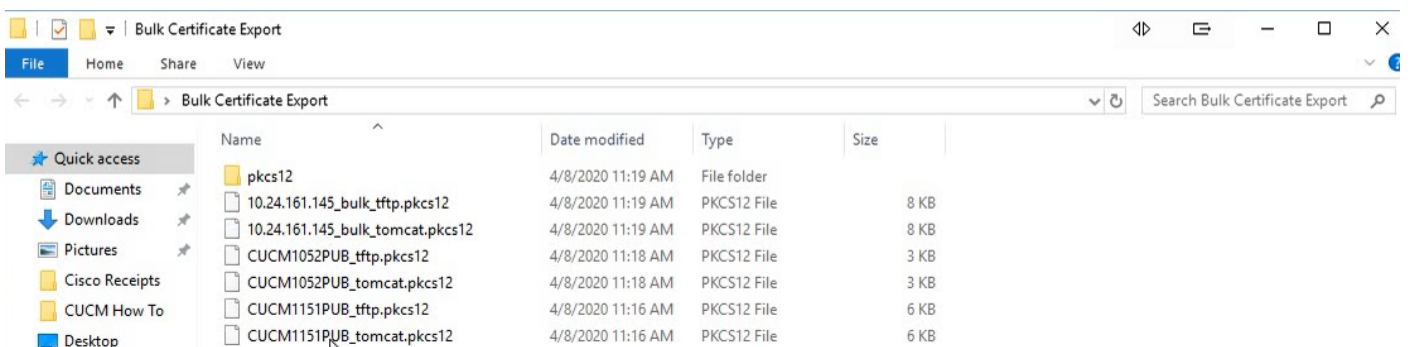 Bulk Certificate Export
File Home Share View
Bulk Certificate Export Search Bulk Certificate Export
Name Date modified Type Size
Quick access
Documents
Downloads
Pictures
Cisco Receipts
CUCM How To
Desktop
pkcs12 4/8/2020 11:19 AM File folder
10.24.161.145_bulk_tftp.pkcs12 4/8/2020 11:19 AM PKCS12 File 8 KB
10.24.161.145_bulk_tomcat.pkcs12 4/8/2020 11:19 AM PKCS12 File 8 KB
CUCM1052PUB_tftp.pkcs12 4/8/2020 11:18 AM PKCS12 File 3 KB
CUCM1052PUB_tomcat.pkcs12 4/8/2020 11:18 AM PKCS12 File 3 KB
CUCM1151PUB_tftp.pkcs12 4/8/2020 11:16 AM PKCS12 File 6 KB
CUCM1151PUB_tomcat.pkcs12 4/8/2020 11:16 AM PKCS12 File 6 KB